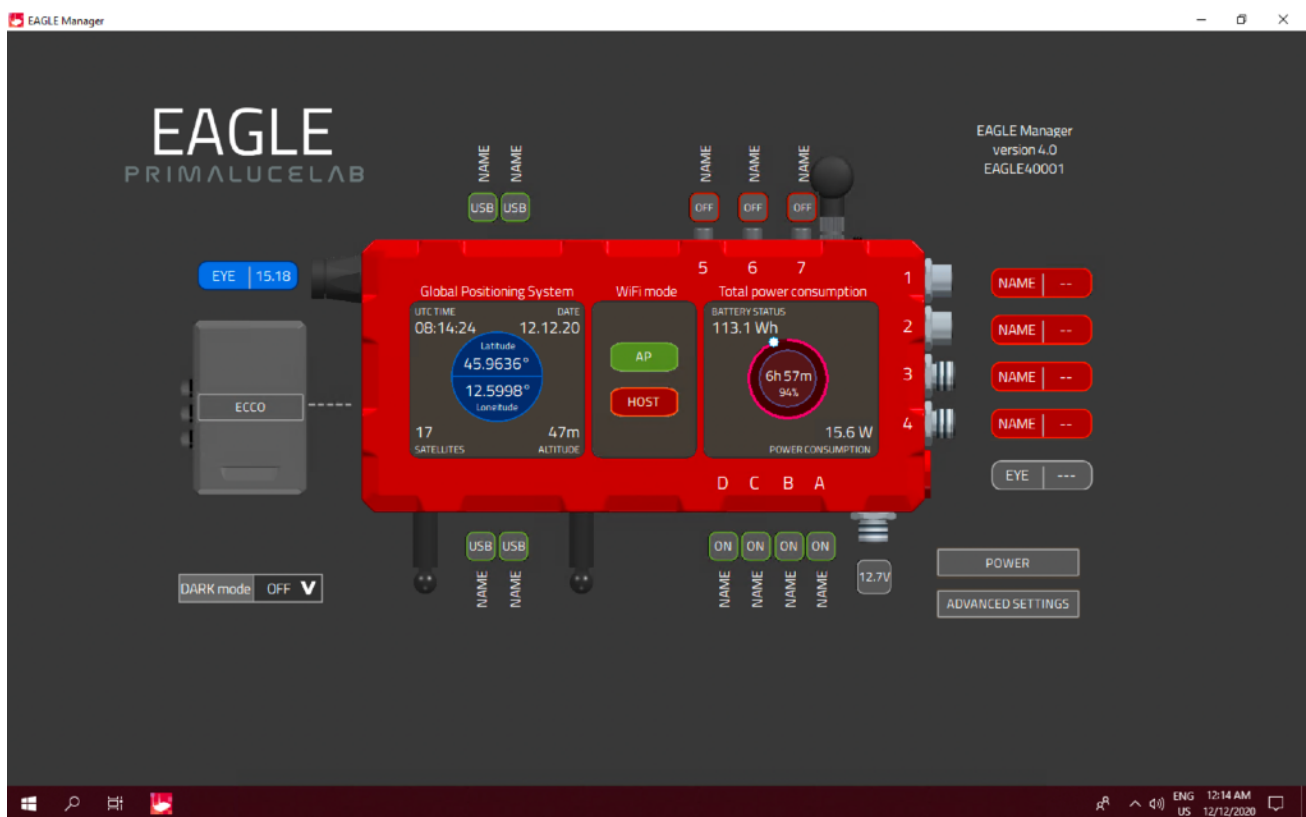 EAGLE Manager
EAGLE
PRIMALUCELAB
EAGLE Manager
version 4.0
EAGLE40001
NAME NAME
USB USB
NAME NAME NAME
OFF OFF OFF
5 6 7
EYE 15.18
ECCO
Global Positioning System
UTC TIME DATE
08:14:24 12.12.20
Latitude
45.9636°
12.5998°
Longitude
17 47m
SATELLITES ALTITUDE
WiFi mode
AP
HOST
Total power consumption
BATTERY STATUS
113.1 Wh
6h 57m
94%
15.6 W
POWER CONSUMPTION
1
2
3
4
NAME --
NAME --
NAME --
NAME --
EYE ---
D C B A
USB USB
NAME NAME
ON ON ON ON
NAME NAME NAME NAME
12.7V
DARK mode OFF
POWER
ADVANCED SETTINGS
ENG 12:14 AM
US 12/12/2020